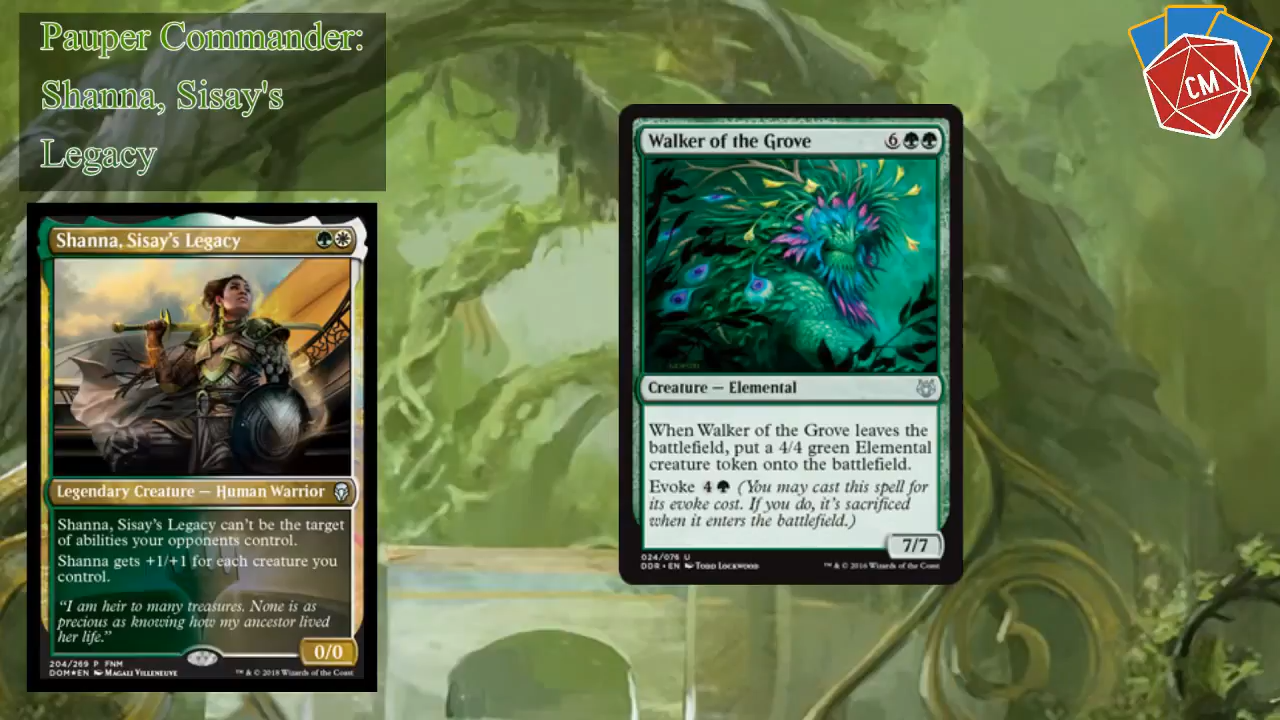 Pauper Commander:
Shanna, Sisay's
Legacy
CM
Shanna, Sisay's Legacy
Legendary Creature — Human Warrior
Shanna, Sisay's Legacy can't be the target
of abilities your opponents control.
Shanna gets +1/+1 for each creature you
control.
"I am heir to many treasures. None is as
precious as knowing how my ancestor lived
her life."
0/0
204/269 P FNM
DOM★EN Magali Villeneuve
™ & © 2018 Wizards of the Coast
Walker of the Grove 6
Creature — Elemental
When Walker of the Grove leaves the
battlefield, put a 4/4 green Elemental
creature token onto the battlefield.
Evoke 4 (You may cast this spell for
its evoke cost. If you do, it's sacrificed
when it enters the battlefield.)
7/7
024/076 U
DDR • EN Todd Lockwood
™ & © 2016 Wizards of the Coast